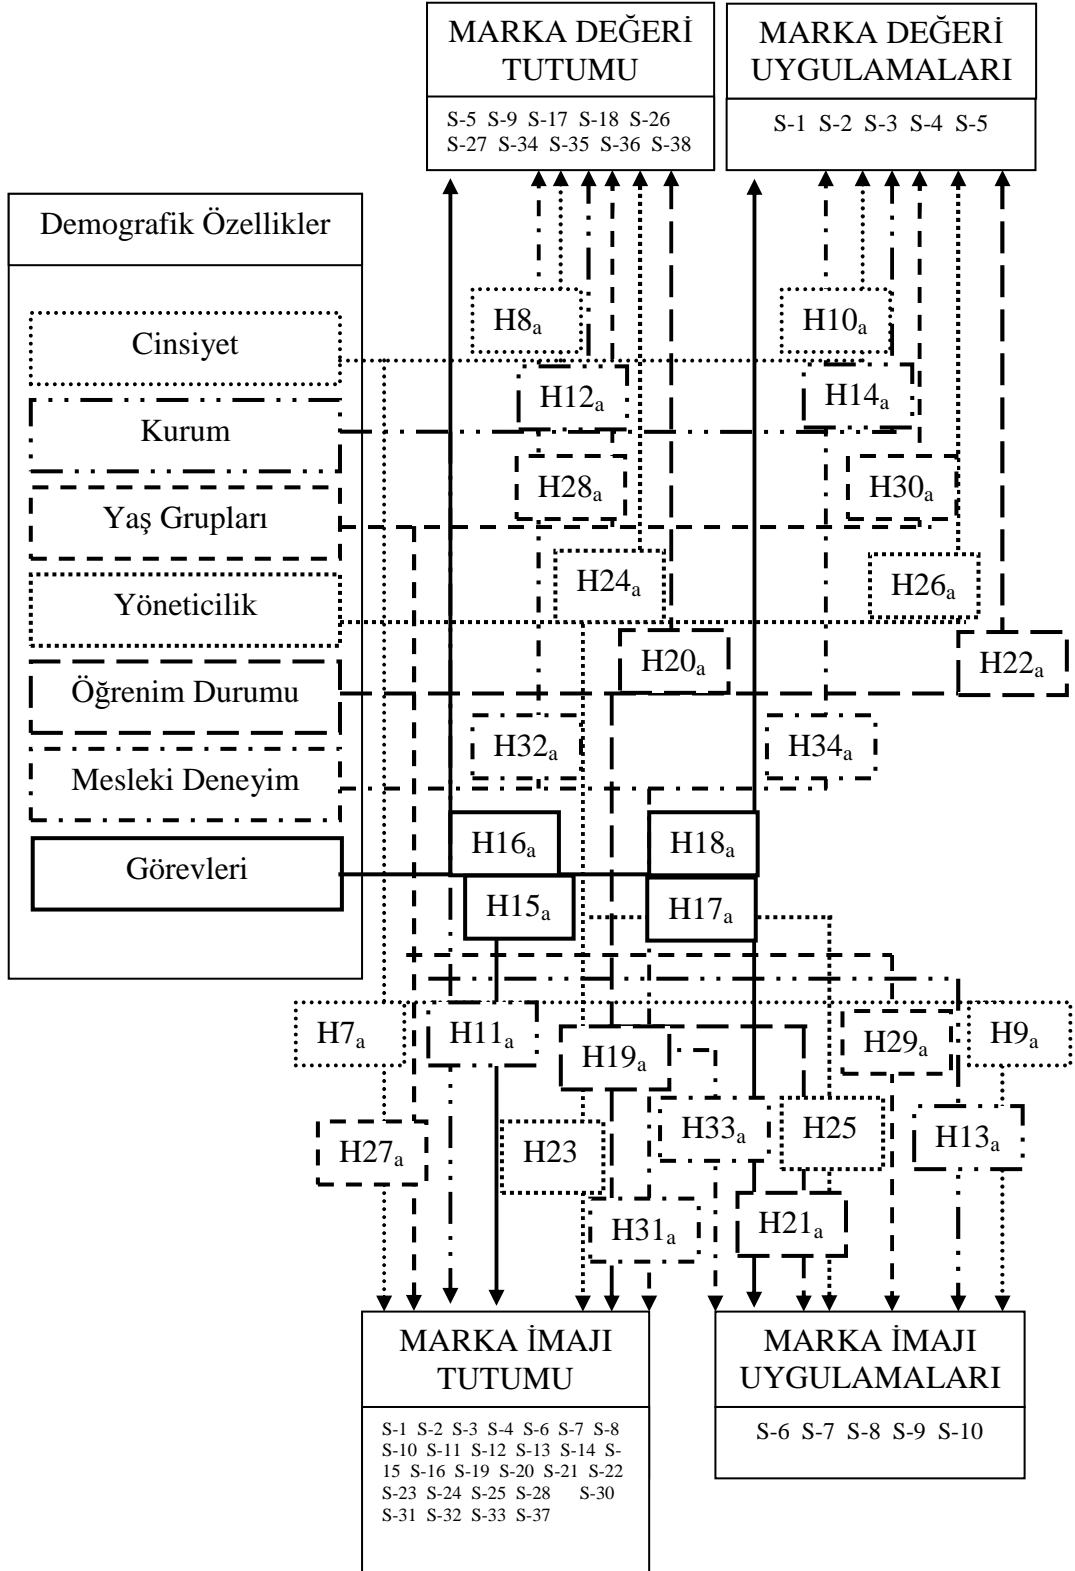 MARKA DEĞERİ
TUTUMU
S-5 S-9 S-17 S-18 S-26
S-27 S-34 S-35 S-36 S-38
MARKA DEĞERİ
UYGULAMALARI
S-1 S-2 S-3 S-4 S-5
Demografik Özellikler
Cinsiyet
Kurum
Yaş Grupları
Yöneticilik
Öğrenim Durumu
Mesleki Deneyim
Görevleri
H8a
H10a
H12a
H14a
H28a
H30a
H24a
H26a
H20a
H22a
H32a
H34a
H16a
H18a
H15a
H17a
H7a
H11a
H19a
H29a
H9a
H27a
H23
H33a
H25
H13a
H31a
H21a
MARKA İMAJI
TUTUMU
S-1 S-2 S-3 S-4 S-6 S-7 S-8
S-10 S-11 S-12 S-13 S-14 S-
15 S-16 S-19 S-20 S-21 S-22
S-23 S-24 S-25 S-28 S-30
S-31 S-32 S-33 S-37
MARKA İMAJI
UYGULAMALARI
S-6 S-7 S-8 S-9 S-10